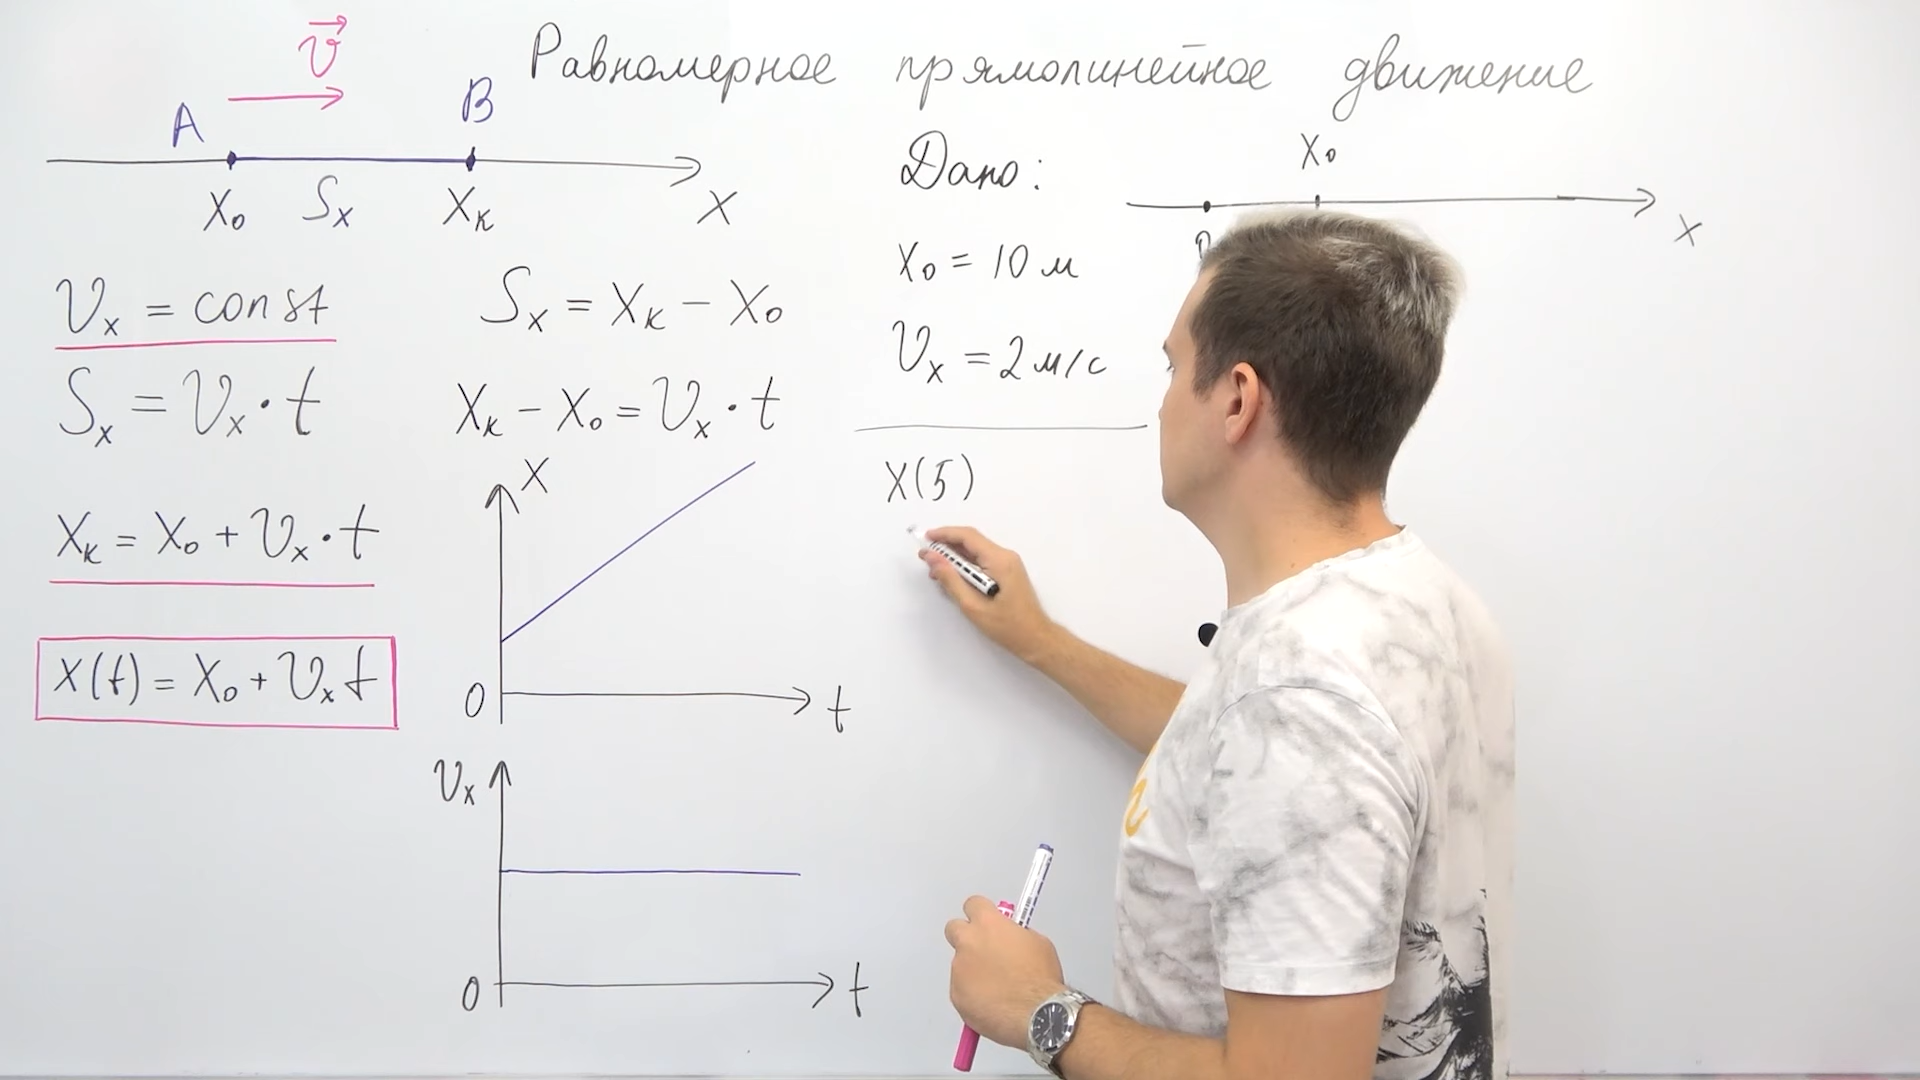 Равномерное прямолинейное движение
v
A B
x₀ Sₓ xₖ x
vₓ = const
Sₓ = xₖ − x₀
Sₓ = vₓ · t
xₖ − x₀ = vₓ · t
xₖ = x₀ + vₓ · t
x(t) = x₀ + vₓt
x
0 t
vₓ
0 t
Дано:
x₀ = 10 м
vₓ = 2 м/с
x(5)
x₀
x